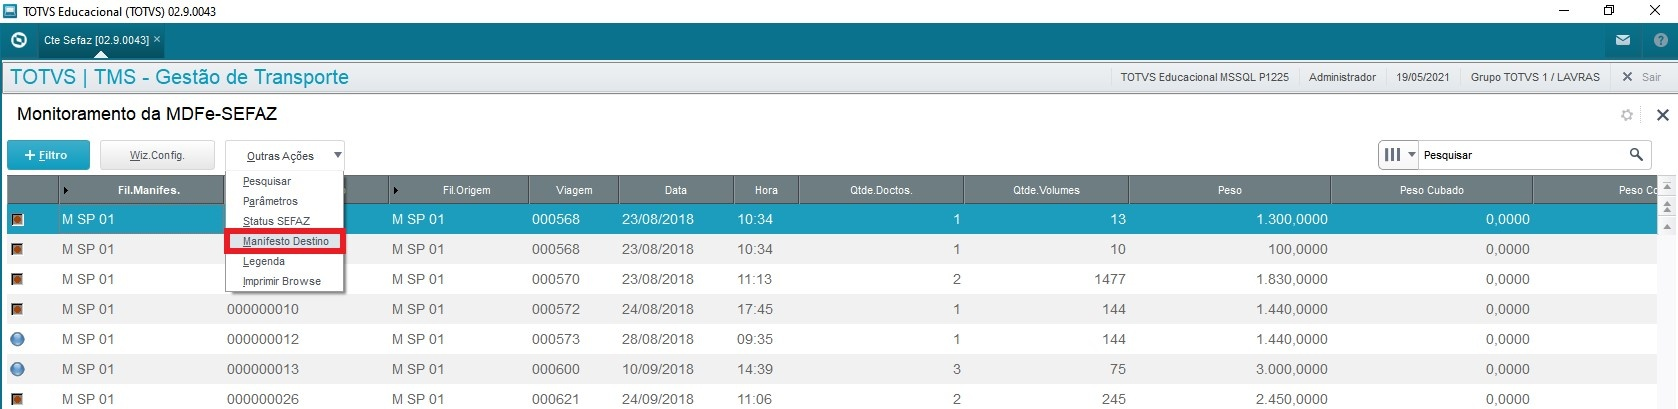 TOTVS Educacional (TOTVS) 02.9.0043
Cte Sefaz [02.9.0043] ×
TOTVS | TMS - Gestão de Transporte
TOTVS Educacional MSSQL P1225 Administrador 19/05/2021 Grupo TOTVS 1 / LAVRAS Sair
Monitoramento da MDFe-SEFAZ
+ Filtro Wiz.Config. Outras Ações Pesquisar
Pesquisar
Parâmetros
Status SEFAZ
Manifesto Destino
Legenda
Imprimir Browse
Fil.Manifes. Fil.Origem Viagem Data Hora Qtde.Doctos. Qtde.Volumes Peso Peso Cubado Peso Co
M SP 01 M SP 01 000568 23/08/2018 10:34 1 13 1.300,0000 0,0000
M SP 01 M SP 01 000568 23/08/2018 10:34 1 10 100,0000 0,0000
M SP 01 M SP 01 000570 23/08/2018 11:13 2 1477 1.830,0000 0,0000
M SP 01 000000010 M SP 01 000572 24/08/2018 17:45 1 144 1.440,0000 0,0000
M SP 01 000000012 M SP 01 000573 28/08/2018 09:35 1 144 1.440,0000 0,0000
M SP 01 000000013 M SP 01 000600 10/09/2018 14:39 3 75 3.000,0000 0,0000
M SP 01 000000026 M SP 01 000621 24/09/2018 11:06 2 245 2.450,0000 0,0000